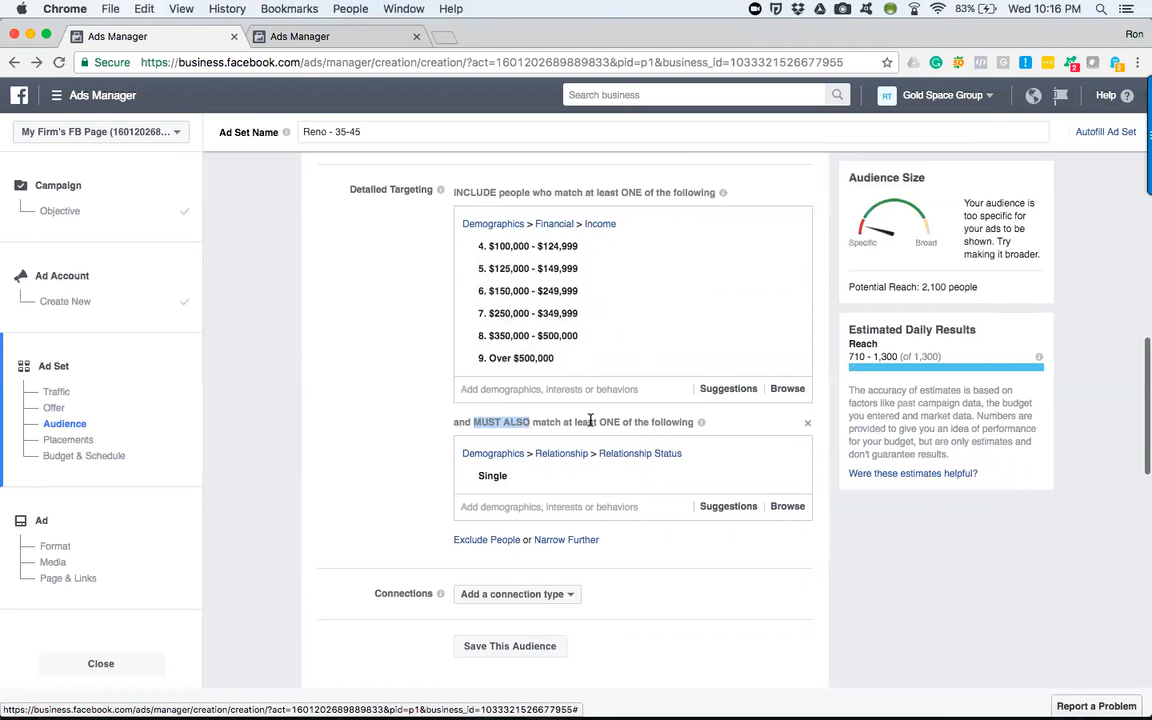 Chrome File Edit View History Bookmarks People Window Help
83% Wed 10:16 PM
Ads Manager
Ads Manager
Ron
Secure https://business.facebook.com/ads/manager/creation/creation/?act=1601202689889833&pid=p1&business_id=1033321526677955
Ads Manager
Search business
RT Gold Space Group
Help
My Firm's FB Page (160120268...
Ad Set Name
Reno - 35-45
Autofill Ad Set
Campaign
Objective
Ad Account
Create New
Ad Set
Traffic
Offer
Audience
Placements
Budget & Schedule
Ad
Format
Media
Page & Links
Close
Detailed Targeting
INCLUDE people who match at least ONE of the following
Demographics > Financial > Income
4. $100,000 - $124,999
5. $125,000 - $149,999
6. $150,000 - $249,999
7. $250,000 - $349,999
8. $350,000 - $500,000
9. Over $500,000
Add demographics, interests or behaviors Suggestions Browse
and MUST ALSO match at least ONE of the following
Demographics > Relationship > Relationship Status
Single
Add demographics, interests or behaviors Suggestions Browse
Exclude People or Narrow Further
Connections
Add a connection type
Save This Audience
Audience Size
Specific
Broad
Your audience is
too specific for
your ads to be
shown. Try
making it broader.
Potential Reach: 2,100 people
Estimated Daily Results
Reach
710 - 1,300 (of 1,300)
The accuracy of estimates is based on
factors like past campaign data, the budget
you entered and market data. Numbers are
provided to give you an idea of performance
for your budget, but are only estimates and
don't guarantee results.
Were these estimates helpful?
https://business.facebook.com/ads/manager/creation/creation/?act=1601202689889833&pid=p1&business_id=1033321526677955#
Report a Problem